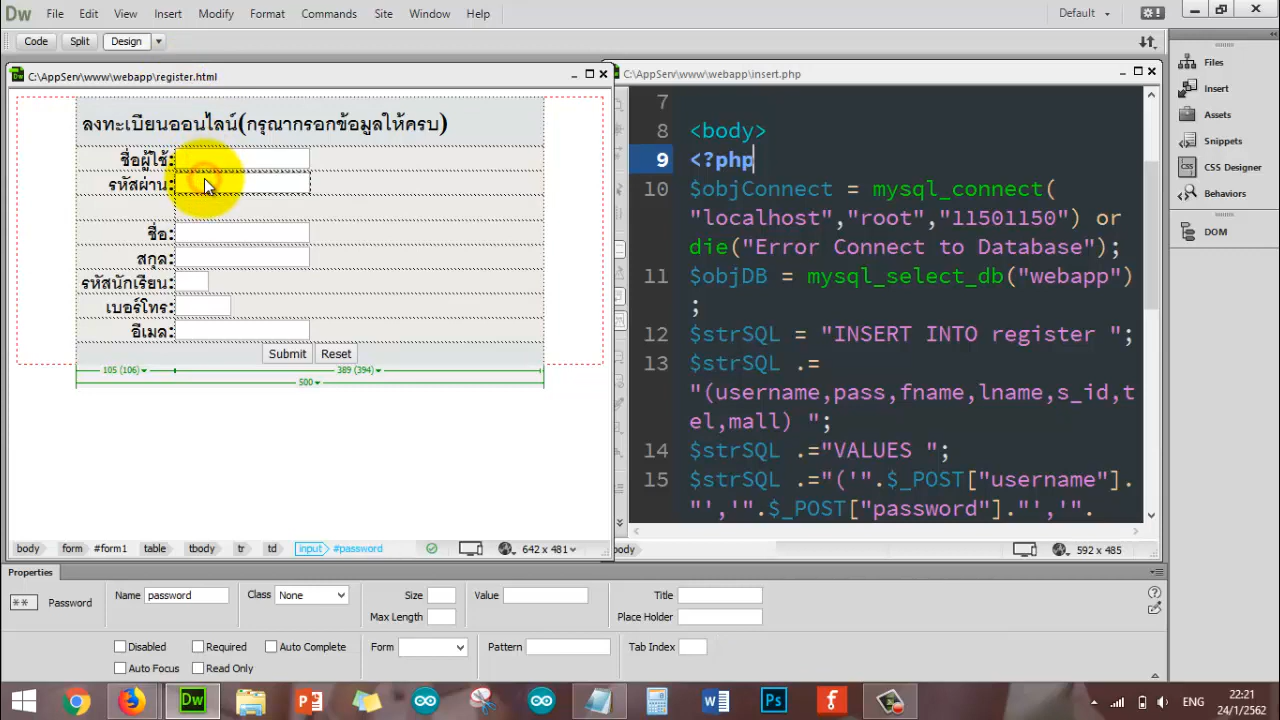 Dw File Edit View Insert Modify Format Commands Site Window Help Default
Code Split Design
C:\AppServ\www\webapp\register.html
C:\AppServ\www\webapp\insert.php
ลงทะเบียนออนไลน์(กรุณากรอกข้อมูลให้ครบ)
ชื่อผู้ใช้:
รหัสผ่าน:
ชื่อ:
สกุล:
รหัสนักเรียน:
เบอร์โทร:
อีเมล:
Submit Reset
105 (106) 389 (394)
500
7
8 <body>
9 <?php
10 $objConnect = mysql_connect(
"localhost","root","11501150") or
die("Error Connect to Database");
11 $objDB = mysql_select_db("webapp")
;
12 $strSQL = "INSERT INTO register ";
13 $strSQL .=
"(username,pass,fname,lname,s_id,t
el,mall) ";
14 $strSQL .="VALUES ";
15 $strSQL .="('".$_POST["username"].
"','".$_POST["password"]."','".
Files
Insert
Assets
Snippets
CSS Designer
Behaviors
DOM
body form #form1 table tbody tr td input #password 642 x 481
body 592 x 485
Properties
** Password Name password Class None Size Value Title
Max Length Place Holder
Disabled Required Auto Complete Form Pattern Tab Index
Auto Focus Read Only
Dw W Ps ENG 22:21
24/1/2562